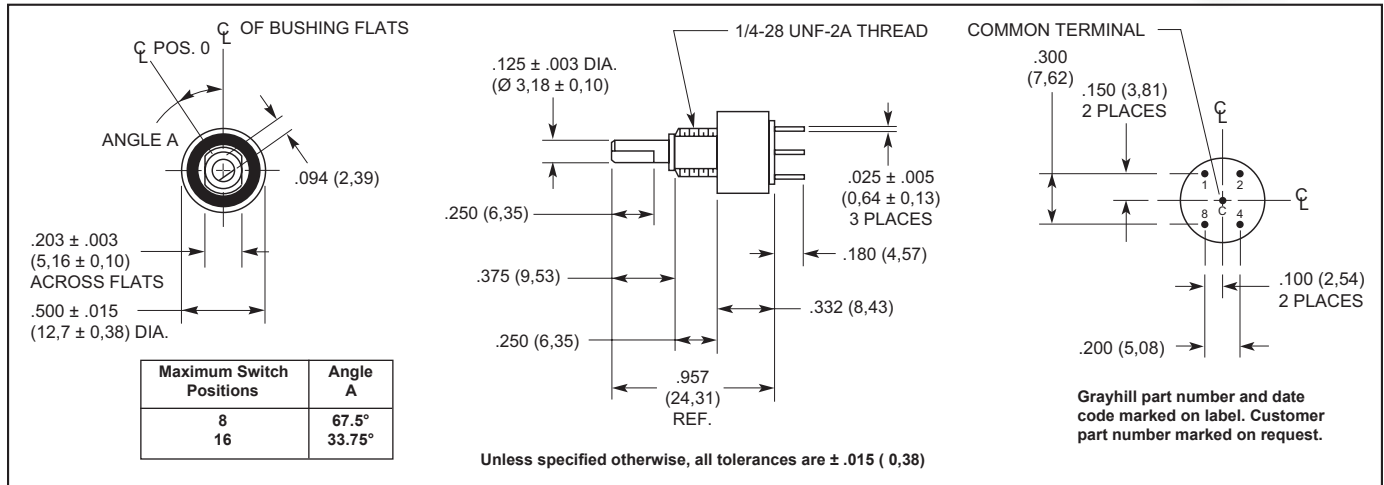 ℄ OF BUSHING FLATS
℄ POS. 0
ANGLE A
.094 (2,39)
.203 ± .003
(5,16 ± 0,10)
ACROSS FLATS
.500 ± .015
(12,7 ± 0,38) DIA.
Maximum Switch Positions | Angle A
8 | 67.5°
16 | 33.75°
1/4-28 UNF-2A THREAD
.125 ± .003 DIA.
(Ø 3,18 ± 0,10)
.025 ± .005
(0,64 ± 0,13)
3 PLACES
.250 (6,35)
.180 (4,57)
.375 (9,53)
.332 (8,43)
.250 (6,35)
.957
(24,31)
REF.
Unless specified otherwise, all tolerances are ± .015 ( 0,38)
COMMON TERMINAL
.300
(7,62)
.150 (3,81)
2 PLACES
℄
1 2
C
℄
8 4
.100 (2,54)
2 PLACES
.200 (5,08)
Grayhill part number and date
code marked on label. Customer
part number marked on request.